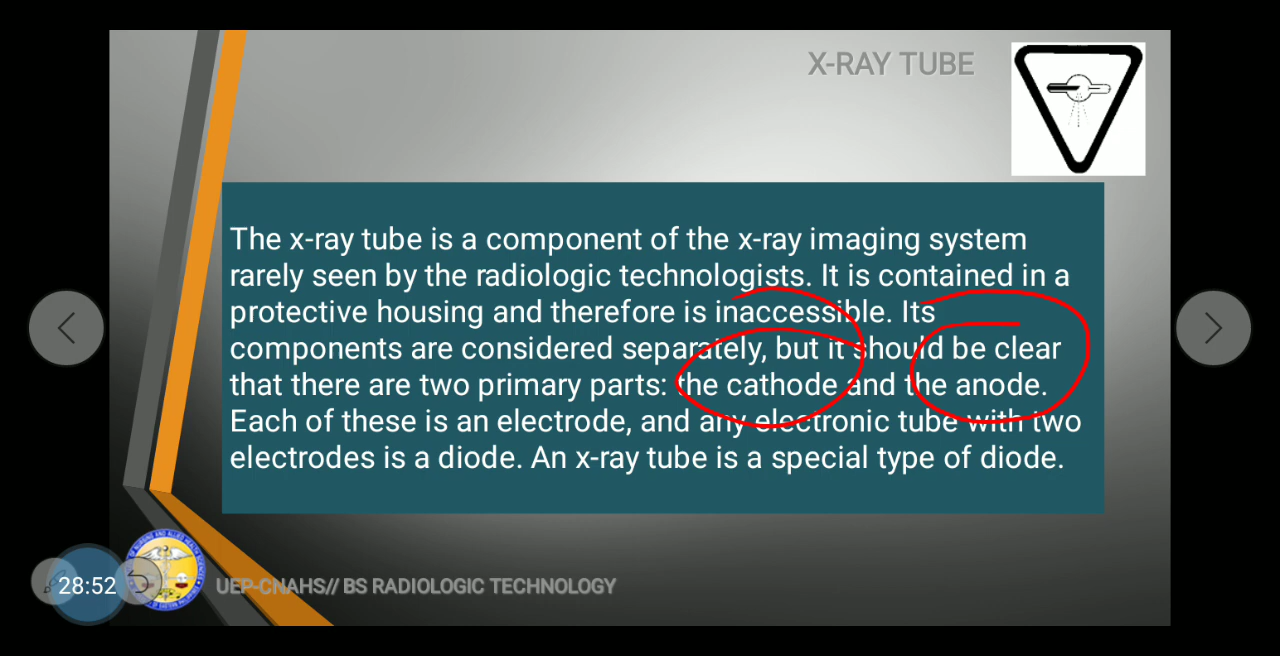 X-RAY TUBE
The x-ray tube is a component of the x-ray imaging system
rarely seen by the radiologic technologists. It is contained in a
protective housing and therefore is inaccessible. Its
components are considered separately, but it should be clear
that there are two primary parts: the cathode and the anode.
Each of these is an electrode, and any electronic tube with two
electrodes is a diode. An x-ray tube is a special type of diode.
28:52
UEP-CNAHS// BS RADIOLOGIC TECHNOLOGY